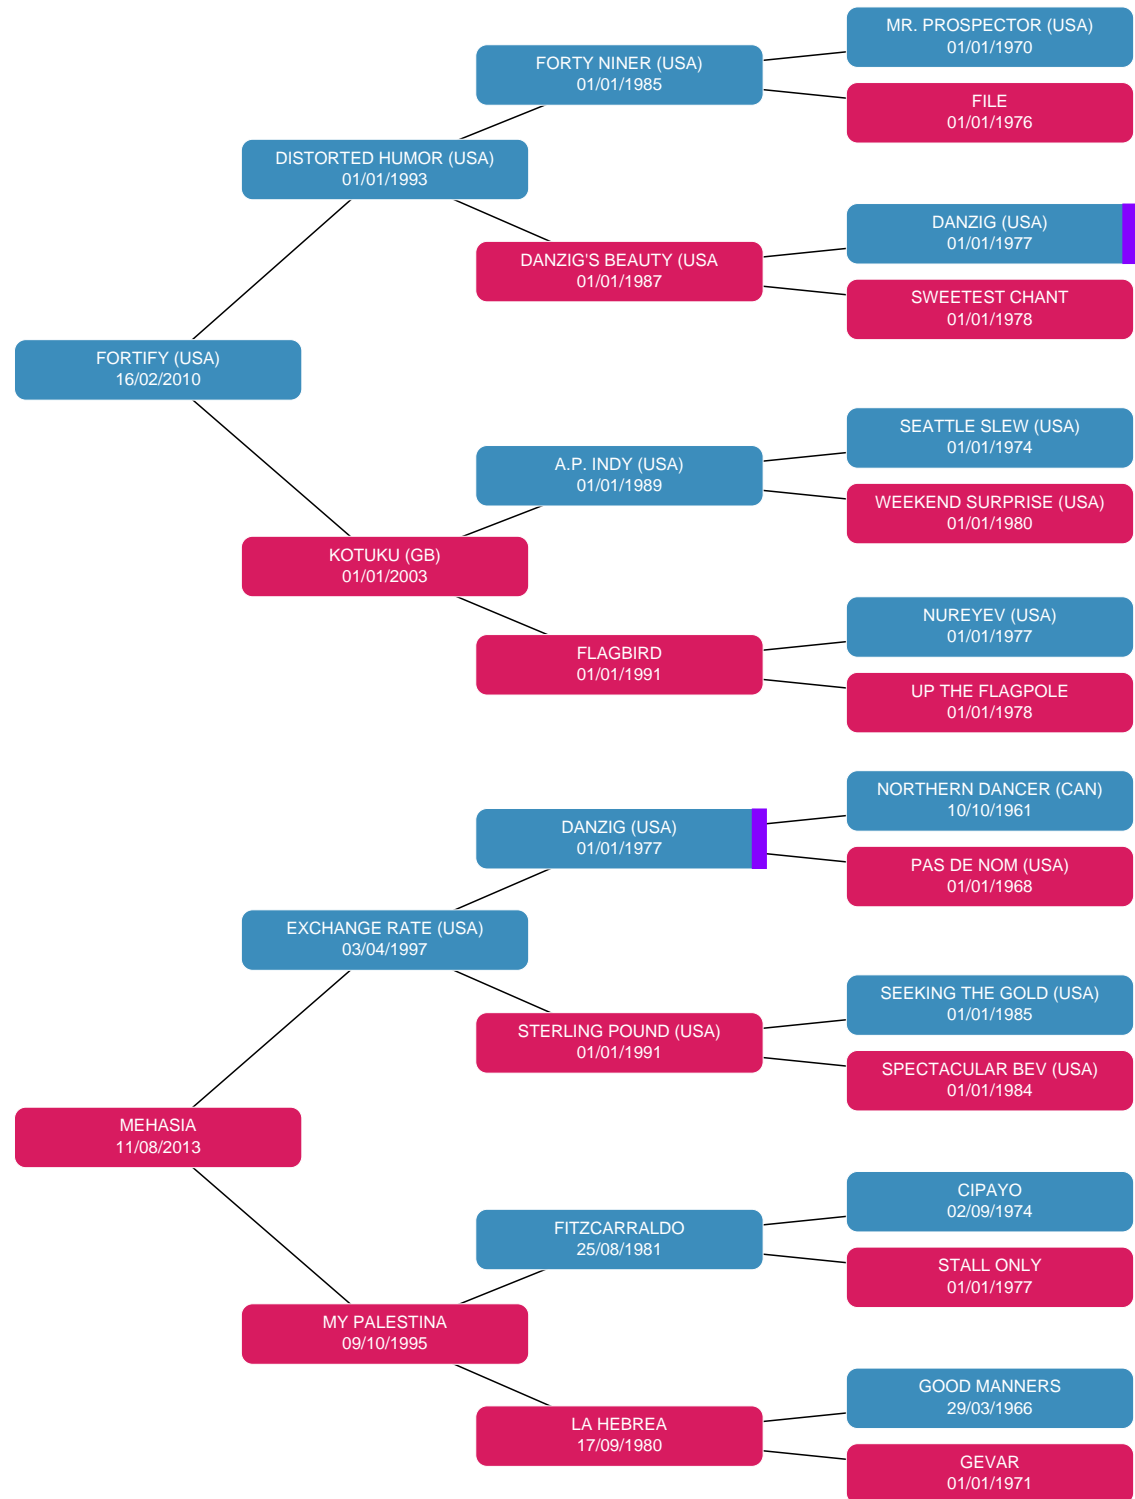 MR. PROSPECTOR (USA)
01/01/1970
FORTY NINER (USA)
01/01/1985
FILE
01/01/1976
DISTORTED HUMOR (USA)
01/01/1993
DANZIG (USA)
01/01/1977
DANZIG'S BEAUTY (USA
01/01/1987
SWEETEST CHANT
01/01/1978
FORTIFY (USA)
16/02/2010
SEATTLE SLEW (USA)
01/01/1974
A.P. INDY (USA)
01/01/1989
WEEKEND SURPRISE (USA)
01/01/1980
KOTUKU (GB)
01/01/2003
NUREYEV (USA)
01/01/1977
FLAGBIRD
01/01/1991
UP THE FLAGPOLE
01/01/1978
NORTHERN DANCER (CAN)
10/10/1961
DANZIG (USA)
01/01/1977
PAS DE NOM (USA)
01/01/1968
EXCHANGE RATE (USA)
03/04/1997
SEEKING THE GOLD (USA)
01/01/1985
STERLING POUND (USA)
01/01/1991
SPECTACULAR BEV (USA)
01/01/1984
MEHASIA
11/08/2013
CIPAYO
02/09/1974
FITZCARRALDO
25/08/1981
STALL ONLY
01/01/1977
MY PALESTINA
09/10/1995
GOOD MANNERS
29/03/1966
LA HEBREA
17/09/1980
GEVAR
01/01/1971